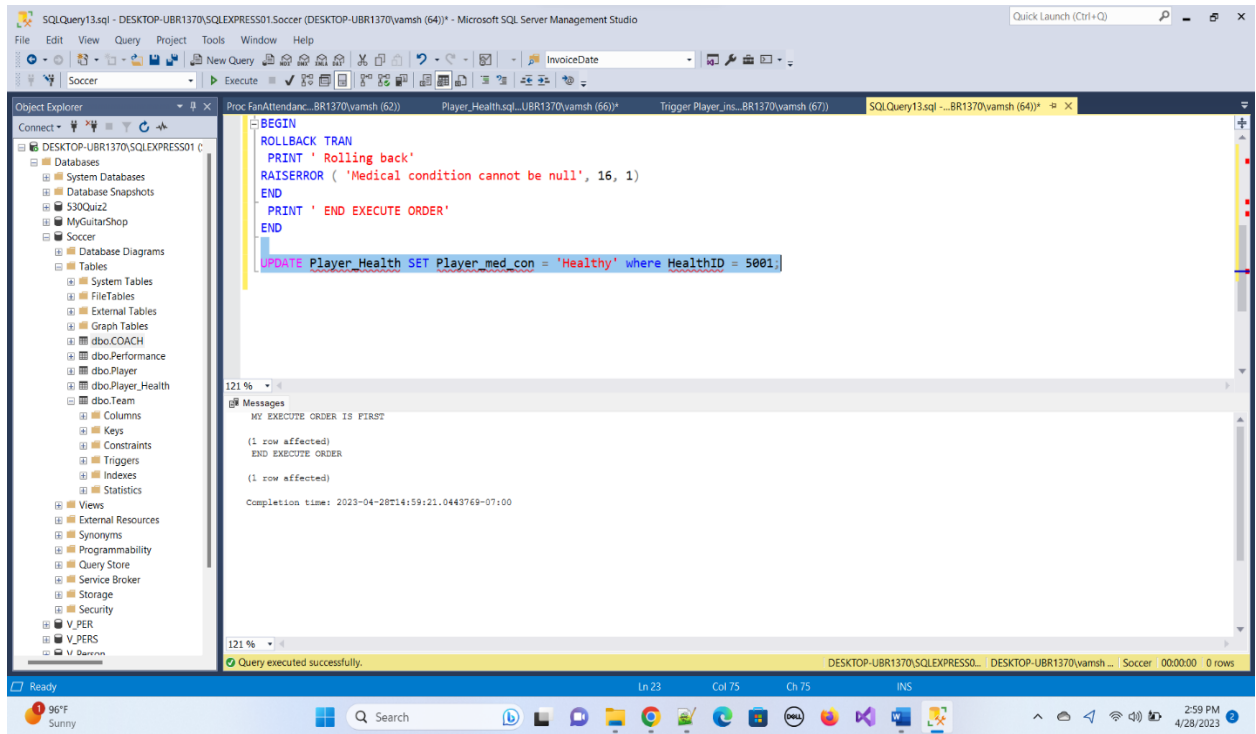 SQLQuery13.sql - DESKTOP-UBR1370\SQLEXPRESS01.Soccer (DESKTOP-UBR1370\vamsh (64))* - Microsoft SQL Server Management Studio
Quick Launch (Ctrl+Q)
File Edit View Query Project Tools Window Help
New Query InvoiceDate
Soccer Execute
Object Explorer
Proc FanAttendanc...BR1370\vamsh (62)) Player_Health.sql...UBR1370\vamsh (66))* Trigger Player_ins...BR1370\vamsh (67)) SQLQuery13.sql -...BR1370\vamsh (64))*
Connect
DESKTOP-UBR1370\SQLEXPRESS01 (
Databases
System Databases
Database Snapshots
530Quiz2
MyGuitarShop
Soccer
Database Diagrams
Tables
System Tables
FileTables
External Tables
Graph Tables
dbo.COACH
dbo.Performance
dbo.Player
dbo.Player_Health
dbo.Team
Columns
Keys
Constraints
Triggers
Indexes
Statistics
Views
External Resources
Synonyms
Programmability
Query Store
Service Broker
Storage
Security
V_PER
V_PERS
V_Person
BEGIN
ROLLBACK TRAN
PRINT ' Rolling back'
RAISERROR ( 'Medical condition cannot be null', 16, 1)
END
PRINT ' END EXECUTE ORDER'
END
UPDATE Player_Health SET Player_med_con = 'Healthy' where HealthID = 5001;
121 %
Messages
MY EXECUTE ORDER IS FIRST
(1 row affected)
END EXECUTE ORDER
(1 row affected)
Completion time: 2023-04-28T14:59:21.0443769-07:00
121 %
Query executed successfully. DESKTOP-UBR1370\SQLEXPRESS0... DESKTOP-UBR1370\vamsh ... Soccer 00:00:00 0 rows
Ready Ln 23 Col 75 Ch 75 INS
1 96°F
Sunny
Search
DELL
2:59 PM
4/28/2023
2